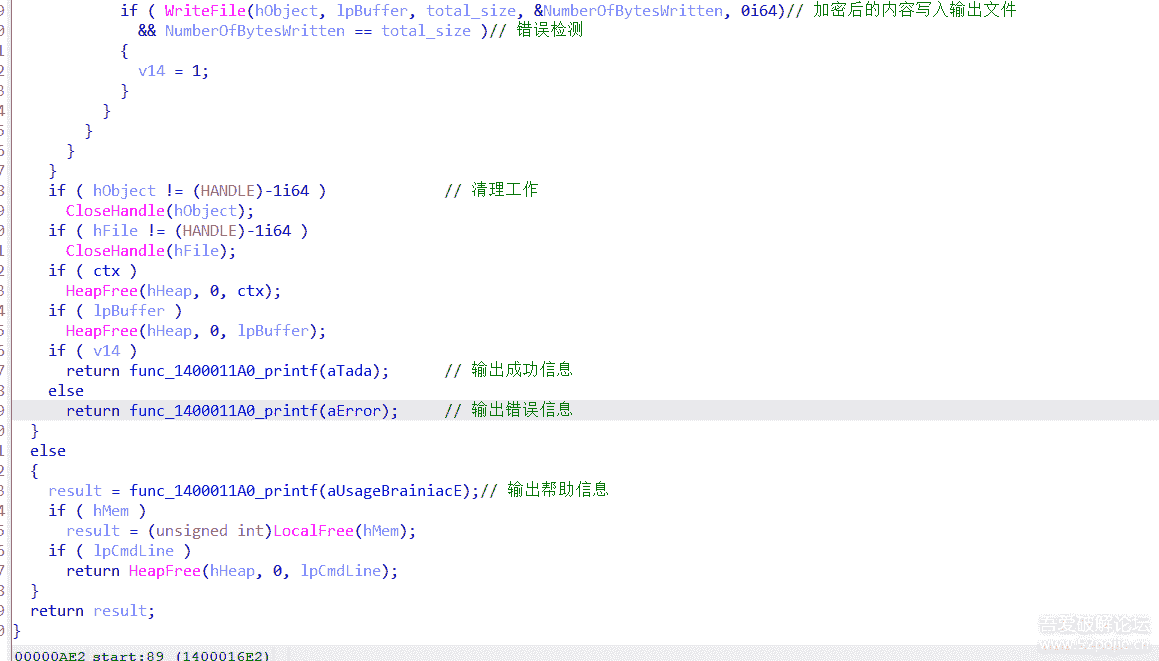 if ( WriteFile(hObject, lpBuffer, total_size, &NumberOfBytesWritten, 0i64)// 加密后的内容写入输出文件
&& NumberOfBytesWritten == total_size )// 错误检测
{
v14 = 1;
}
}
}
}
}
if ( hObject != (HANDLE)-1i64 ) // 清理工作
CloseHandle(hObject);
if ( hFile != (HANDLE)-1i64 )
CloseHandle(hFile);
if ( ctx )
HeapFree(hHeap, 0, ctx);
if ( lpBuffer )
HeapFree(hHeap, 0, lpBuffer);
if ( v14 )
return func_1400011A0_printf(aTada); // 输出成功信息
else
return func_1400011A0_printf(aError); // 输出错误信息
}
else
{
result = func_1400011A0_printf(aUsageBrainiacE);// 输出帮助信息
if ( hMem )
result = (unsigned int)LocalFree(hMem);
if ( lpCmdLine )
return HeapFree(hHeap, 0, lpCmdLine);
}
return result;
}
吾爱破解论坛
www.52pojie.cn
00000AE2 start:89 (1400016E2)